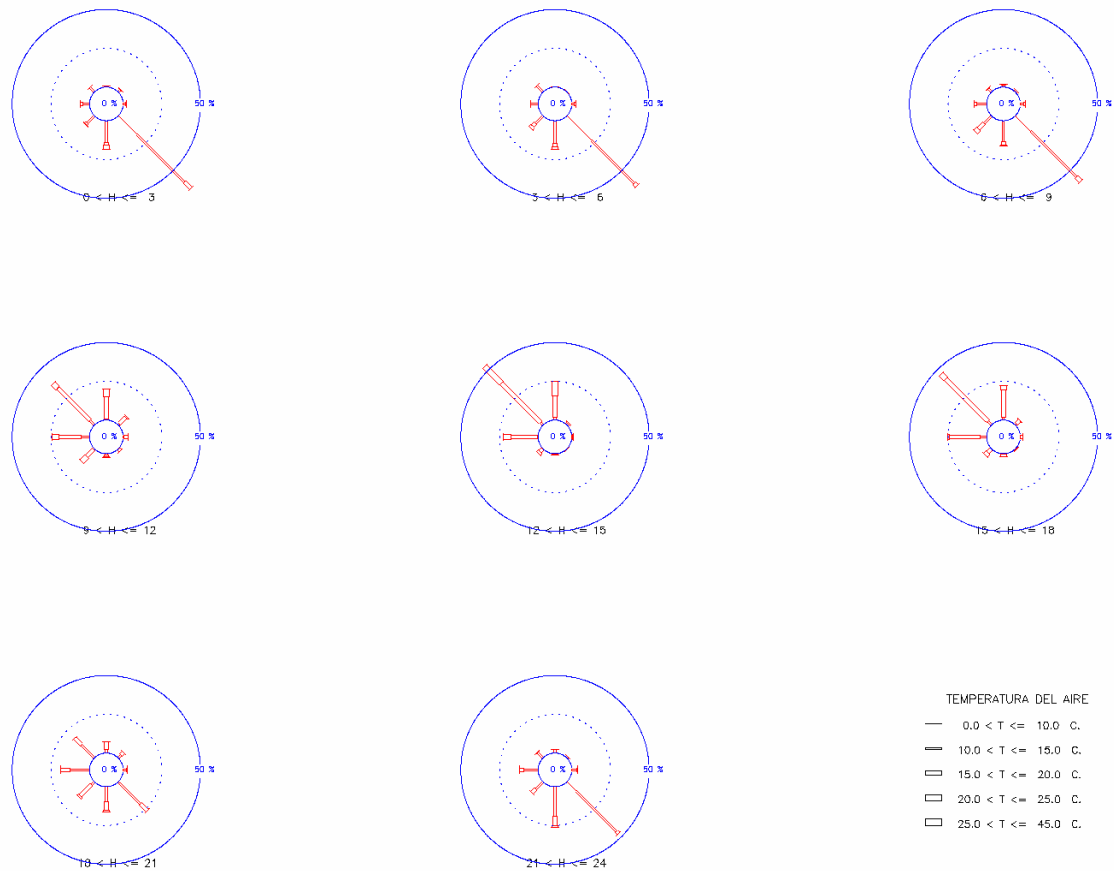 0 % 50 %
0 < H <= 3
0 % 50 %
3 < H <= 6
0 % 50 %
6 < H <= 9
0 % 50 %
9 < H <= 12
0 % 50 %
12 < H <= 15
0 % 50 %
15 < H <= 18
0 % 50 %
18 < H <= 21
0 % 50 %
21 < H <= 24
TEMPERATURA DEL AIRE
0.0 < T <= 10.0 C.
10.0 < T <= 15.0 C.
15.0 < T <= 20.0 C.
20.0 < T <= 25.0 C.
25.0 < T <= 45.0 C.